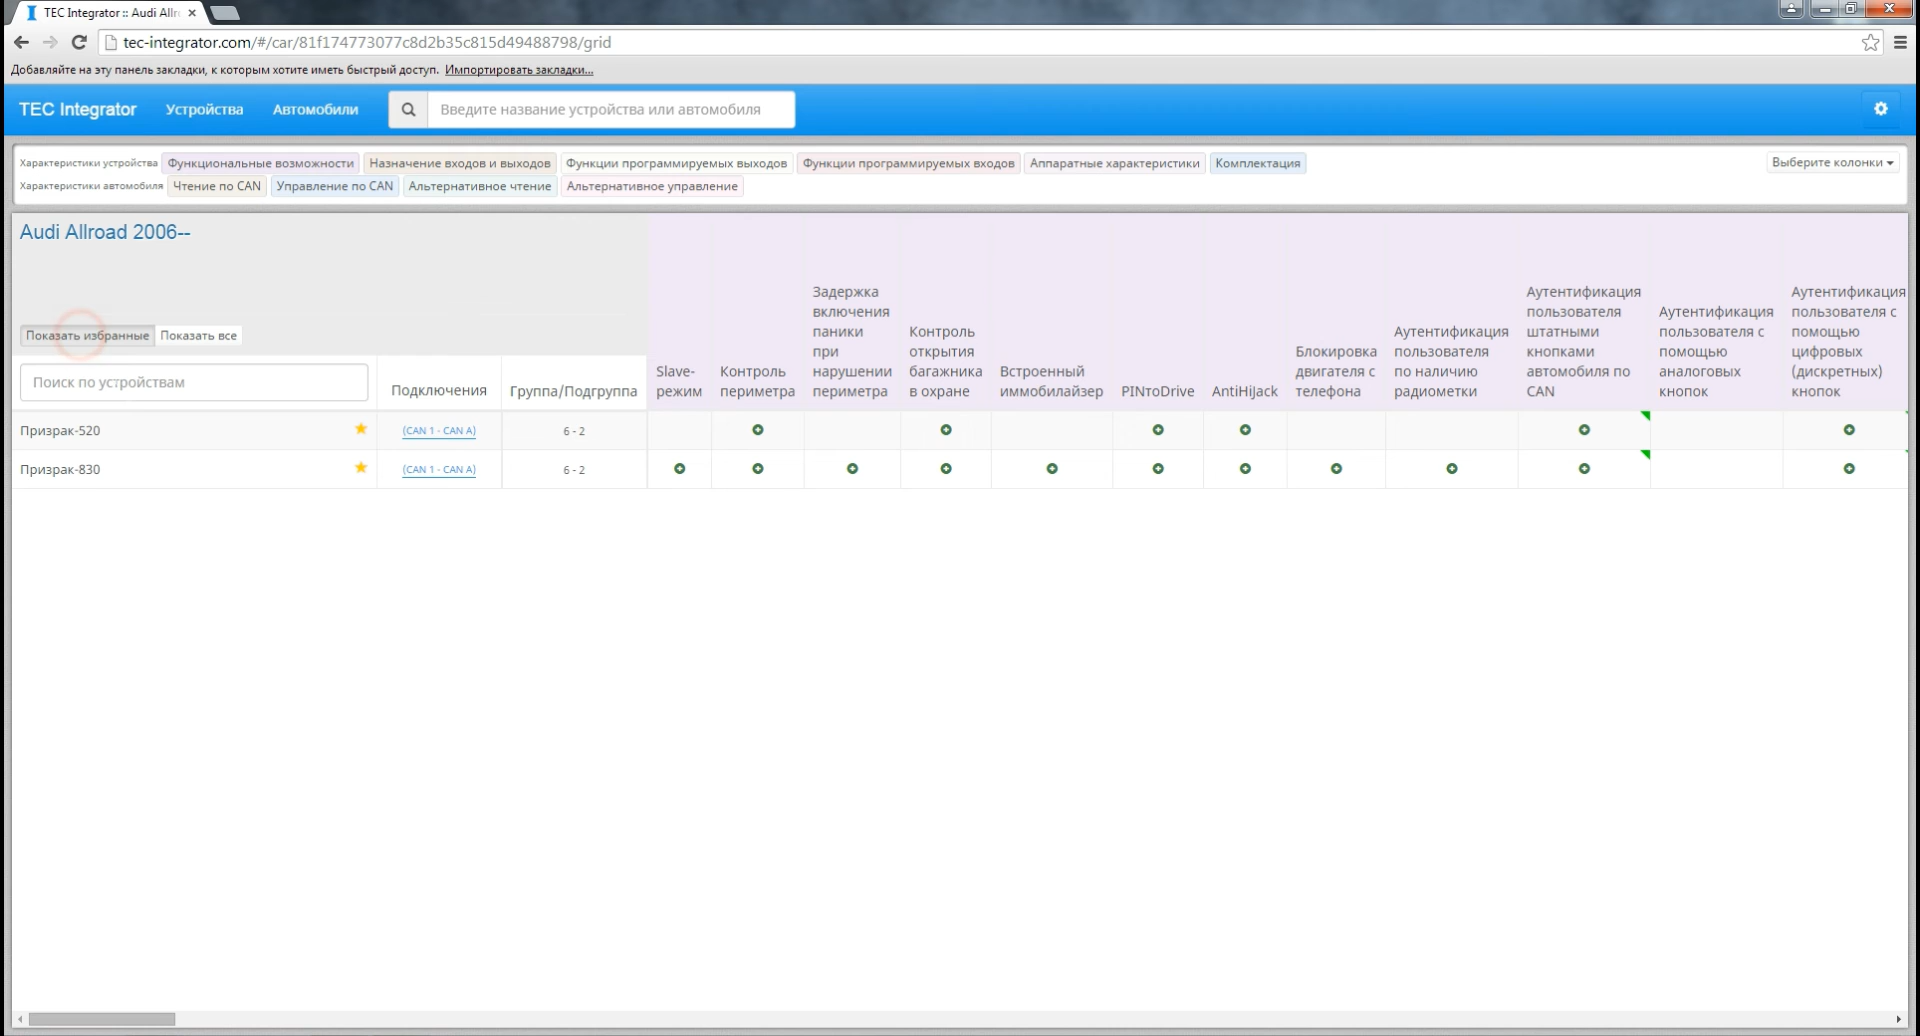 TEC Integrator :: Audi Allr
tec-integrator.com/#/car/81f174773077c8d2b35c815d49488798/grid
Добавляйте на эту панель закладки, к которым хотите иметь быстрый доступ. Импортировать закладки...
TEC Integrator Устройства Автомобили Введите название устройства или автомобиля
Характеристики устройства Функциональные возможности Назначение входов и выходов Функции программируемых выходов Функции программируемых входов Аппаратные характеристики Комплектация Выберите колонки
Характеристики автомобиля Чтение по CAN Управление по CAN Альтернативное чтение Альтернативное управление
Audi Allroad 2006--
Показать избранные Показать все
Поиск по устройствам
Подключения
Группа/Подгруппа
Slave-
режим
Контроль
периметра
Задержка
включения
паники
при
нарушении
периметра
Контроль
открытия
багажника
в охране
Встроенный
иммобилайзер
PINtoDrive
AntiHiJack
Блокировка
двигателя с
телефона
Аутентификация
пользователя
по наличию
радиометки
Аутентификация
пользователя
штатными
кнопками
автомобиля по
CAN
Аутентификация
пользователя с
помощью
аналоговых
кнопок
Аутентификация
пользователя с
помощью
цифровых
(дискретных)
кнопок
Призрак-520 (CAN 1 - CAN A) 6 - 2
Призрак-830 (CAN 1 - CAN A) 6 - 2